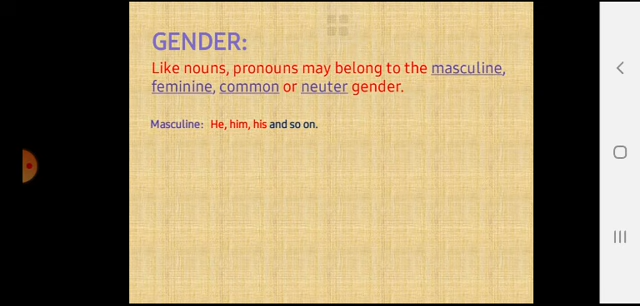 GENDER:
Like nouns, pronouns may belong to the masculine,
feminine, common or neuter gender.
Masculine: He, him, his and so on.